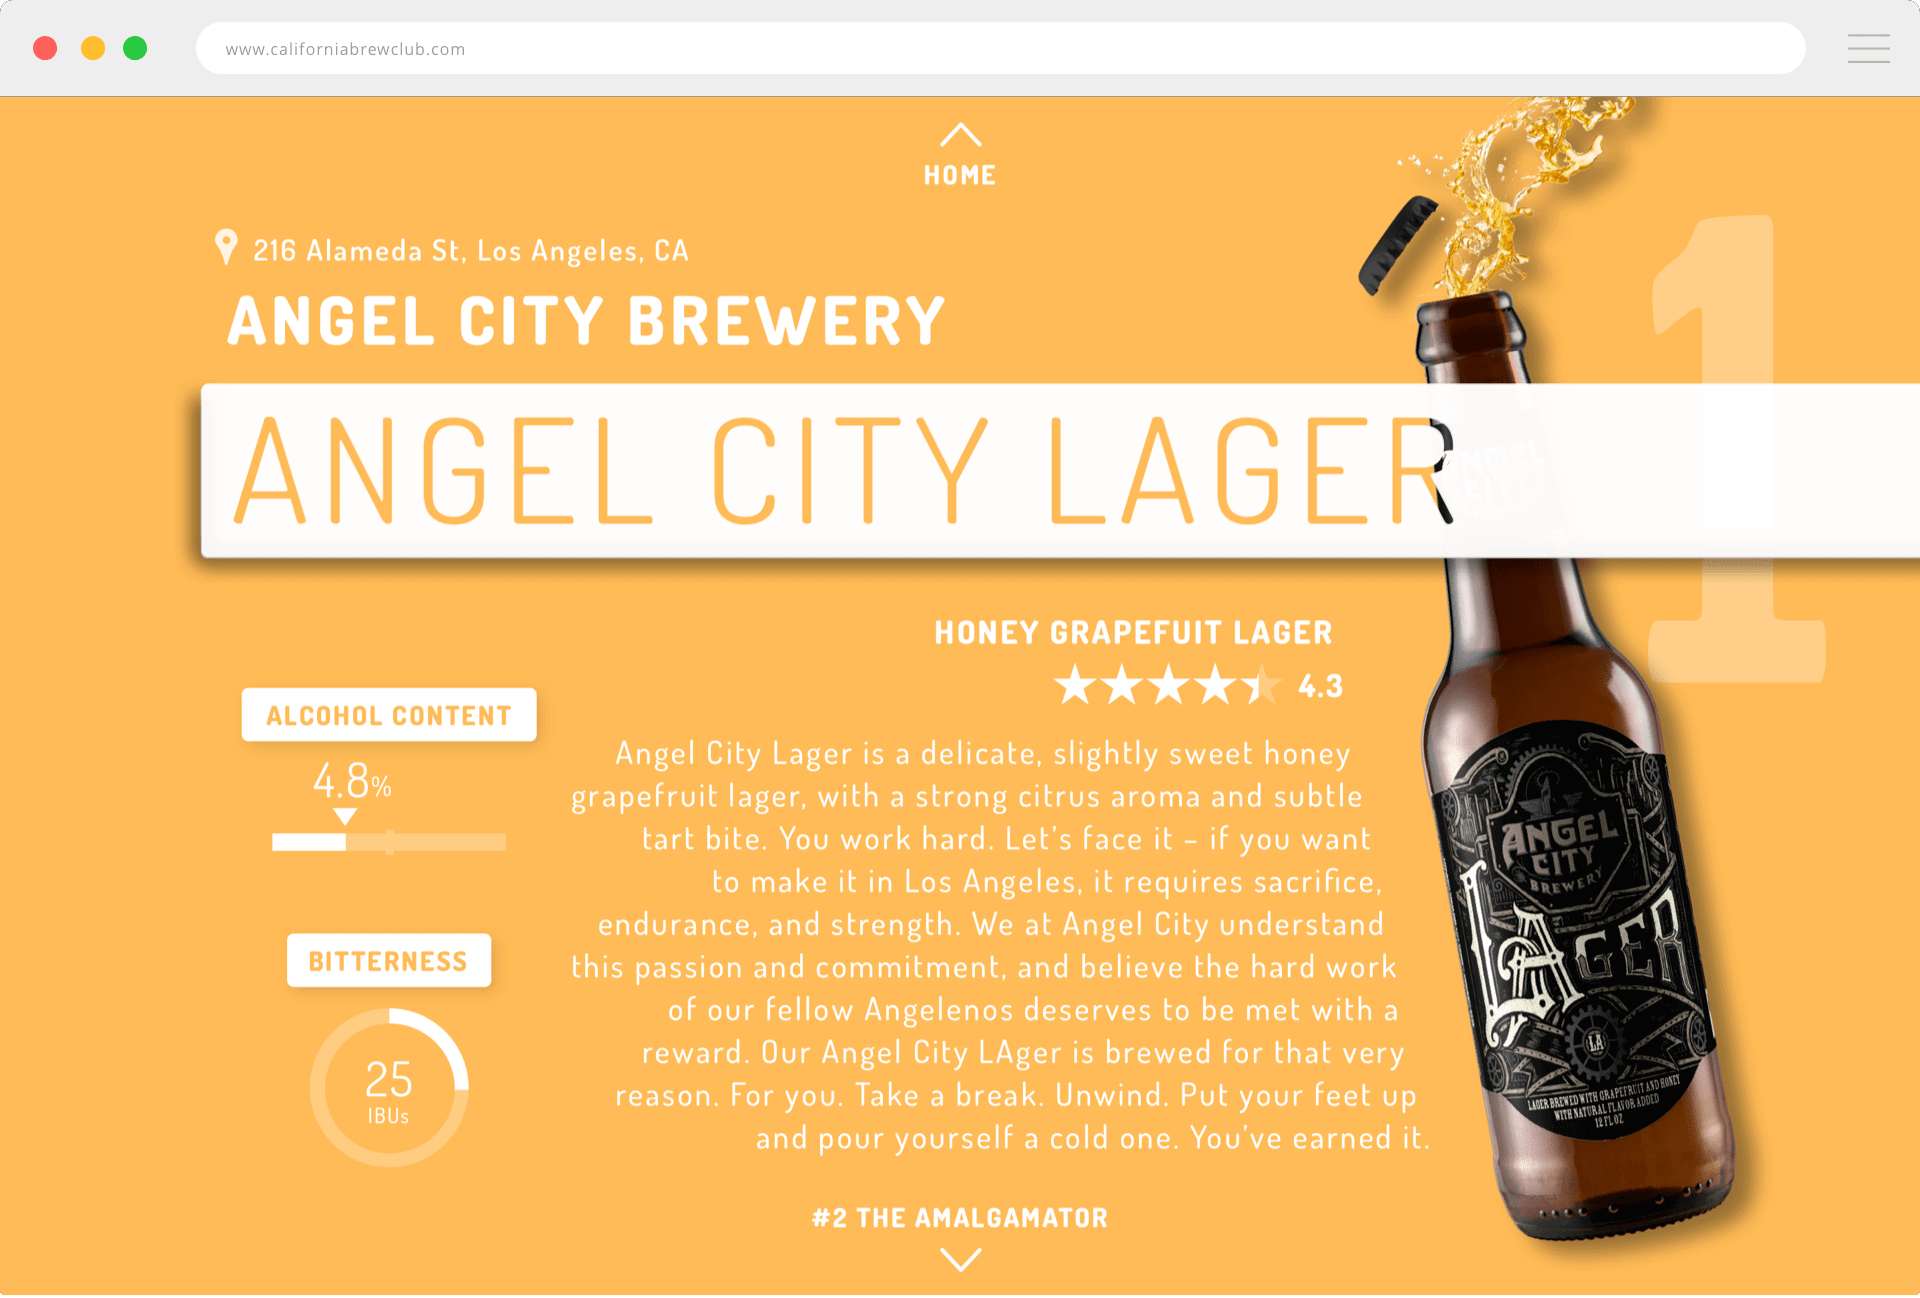 www.californiabrewclub.com
HOME
216 Alameda St, Los Angeles, CA
ANGEL CITY BREWERY
1
ANGEL CITY LAGER
HONEY GRAPEFUIT LAGER
4.3
ALCOHOL CONTENT
4.8%
BITTERNESS
25
IBUs
Angel City Lager is a delicate, slightly sweet honey
grapefruit lager, with a strong citrus aroma and subtle
tart bite. You work hard. Let's face it – if you want
to make it in Los Angeles, it requires sacrifice,
endurance, and strength. We at Angel City understand
this passion and commitment, and believe the hard work
of our fellow Angelenos deserves to be met with a
reward. Our Angel City LAger is brewed for that very
reason. For you. Take a break. Unwind. Put your feet up
and pour yourself a cold one. You've earned it.
ANGEL
CITY
BREWERY
LAGER
LA
LAGER BREWED WITH GRAPEFRUIT AND HONEY
WITH NATURAL FLAVOR ADDED
12 FL OZ
#2 THE AMALGAMATOR